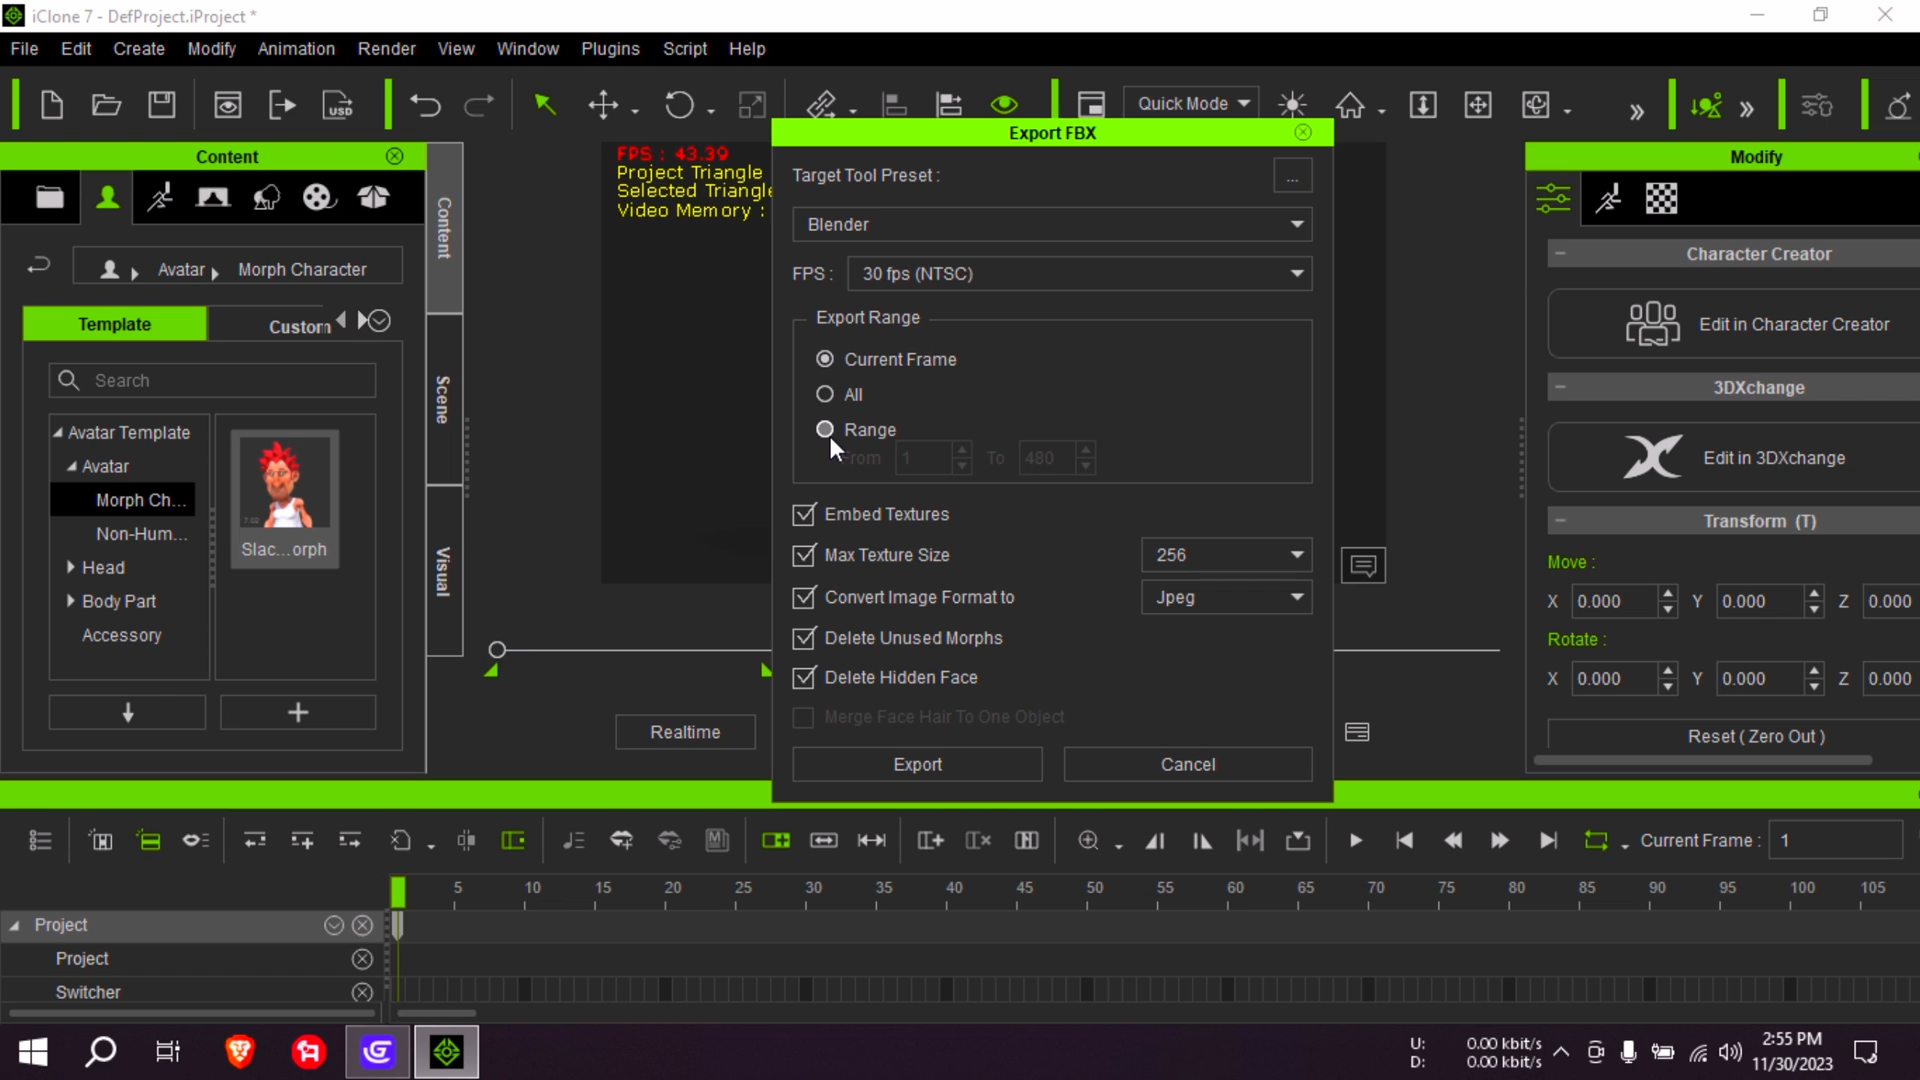 iClone 7 - DefProject.iProject *
File Edit Create Modify Animation Render View Window Plugins Script Help
USD
Quick Mode
Content
Export FBX
Modify
FPS : 43.39
Project Triangle
Selected Triangle
Video Memory :
Target Tool Preset :
...
Blender
FPS : 30 fps (NTSC)
Export Range
Current Frame
All
Range
From 1 To 480
Embed Textures
Max Texture Size 256
Convert Image Format to Jpeg
Delete Unused Morphs
Delete Hidden Face
Merge Face Hair To One Object
Export Cancel
Avatar Morph Character
Template Custom
Search
Avatar Template
Avatar
Morph Ch...
Non-Hum...
Head
Body Part
Accessory
7.02
Slac...orph
Content
Scene
Visual
Realtime
Character Creator
Edit in Character Creator
3DXchange
Edit in 3DXchange
Transform (T)
Move :
X 0.000 Y 0.000 Z 0.000
Rotate :
X 0.000 Y 0.000 Z 0.000
Reset ( Zero Out )
Current Frame : 1
5 10 15 20 25 30 35 40 45 50 55 60 65 70 75 80 85 90 95 100 105
Project
Project
Switcher
U: 0.00 kbit/s
D: 0.00 kbit/s
2:55 PM
11/30/2023